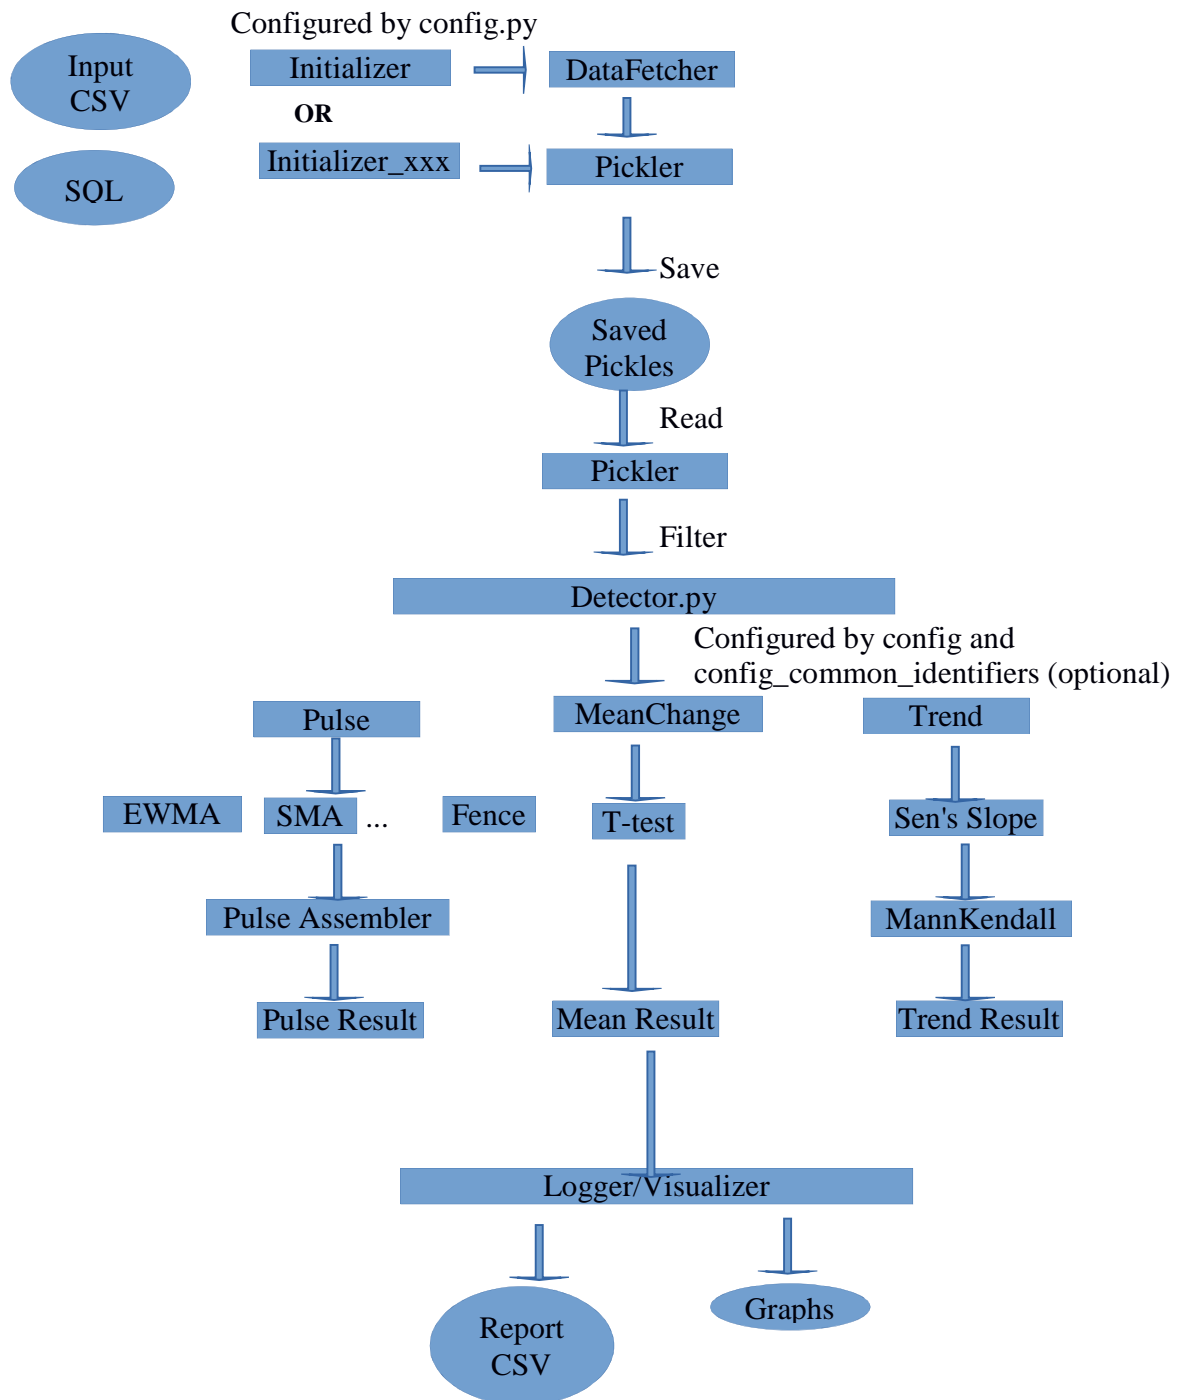 Configured by config.py
Input
CSV
Initializer
DataFetcher
OR
Initializer_xxx
Pickler
SQL
Save
Saved
Pickles
Read
Pickler
Filter
Detector.py
Configured by config and
config_common_identifiers (optional)
Pulse
MeanChange
Trend
EWMA
SMA
...
Fence
T-test
Sen's Slope
Pulse Assembler
MannKendall
Pulse Result
Mean Result
Trend Result
Logger/Visualizer
Graphs
Report
CSV